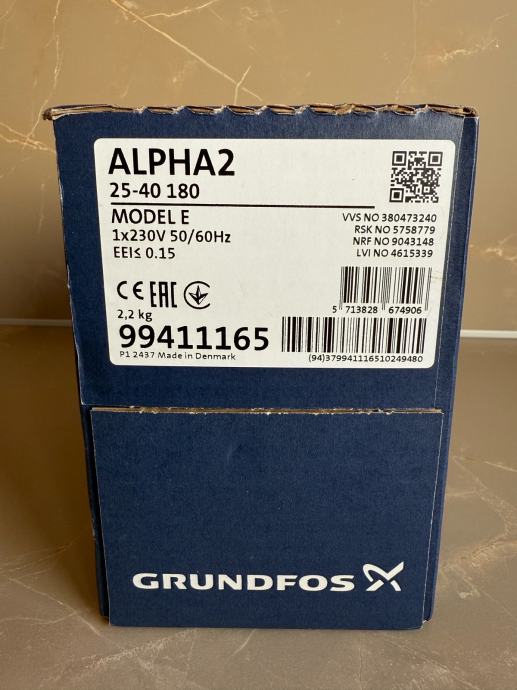 ALPHA2
25-40 180
MODEL E
1x230V 50/60Hz
EEI≤ 0.15
VVS NO 380473240
RSK NO 5758779
NRF NO 9043148
LVI NO 4615339
CE EAC
2,2 kg
5 713828 674906
99411165
P1 2437 Made in Denmark
(94)379941116510249480
GRUNDFOS